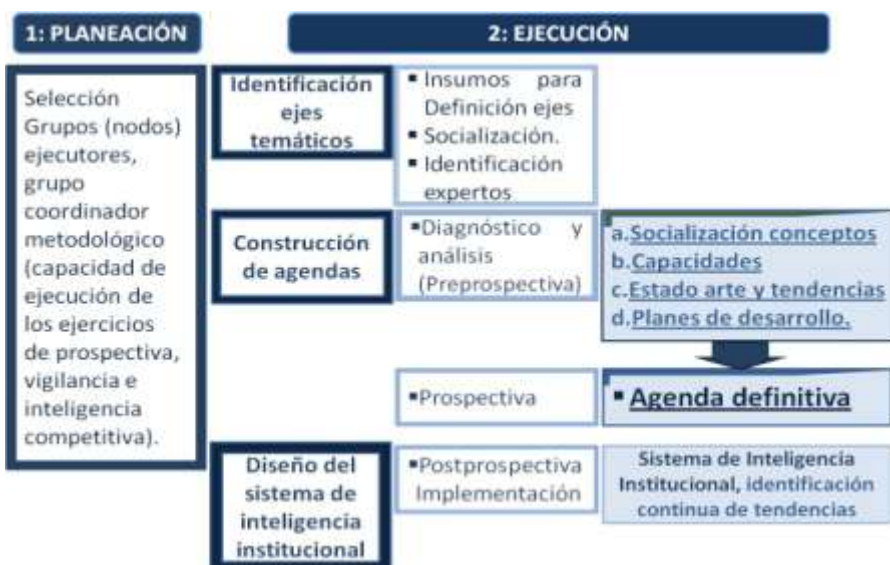 1: PLANEACIÓN
2: EJECUCIÓN
Selección
Grupos (nodos)
ejecutores,
grupo
coordinador
metodológico
(capacidad de
ejecución de
los ejercicios
de prospectiva,
vigilancia e
inteligencia
competitiva).
Identificación
ejes
temáticos
▪ Insumos para
Definición ejes
▪ Socialización.
▪ Identificación
expertos
Construcción
de agendas
▪Diagnóstico y
análisis
(Preprospectiva)
a.Socialización conceptos
b.Capacidades
c.Estado arte y tendencias
d.Planes de desarrollo.
▪Prospectiva
▪ Agenda definitiva
Diseño del
sistema de
inteligencia
institucional
▪Postprospectiva
Implementación
Sistema de Inteligencia
Institucional, identificación
continua de tendencias